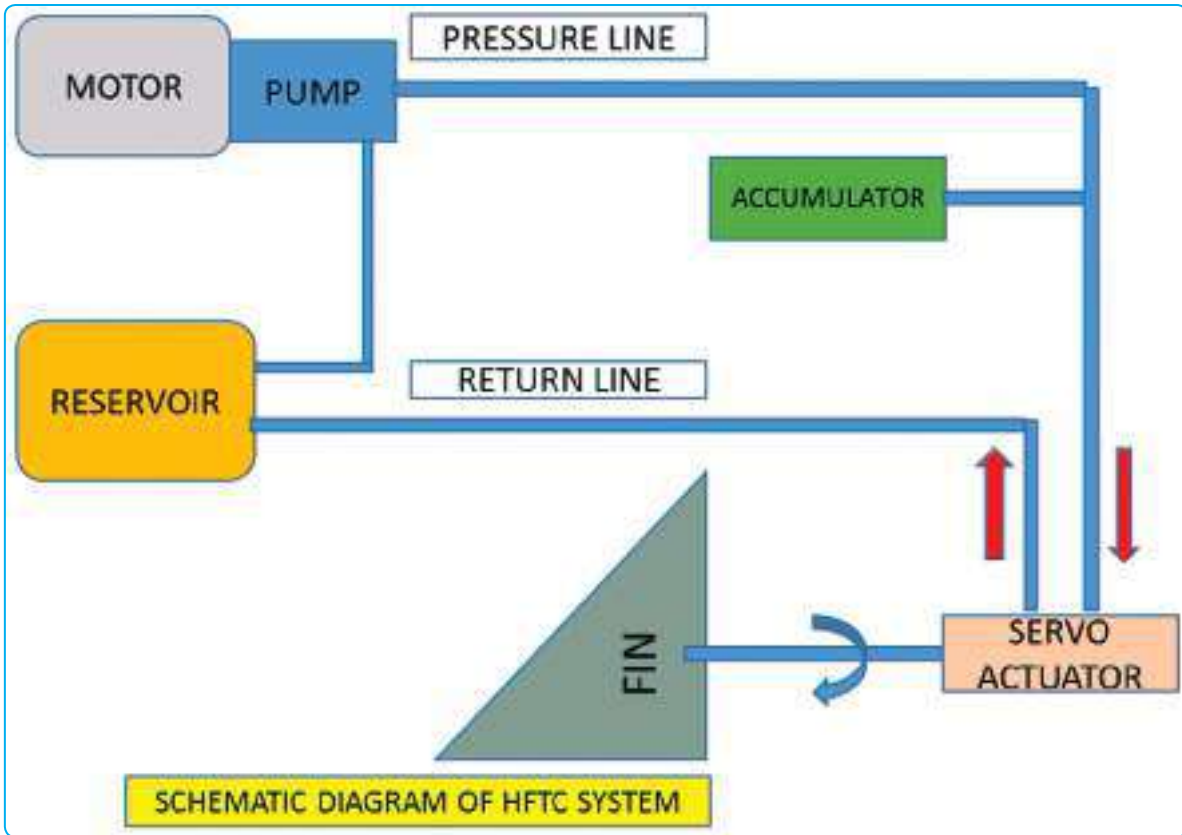 PRESSURE LINE
MOTOR
PUMP
ACCUMULATOR
RETURN LINE
RESERVOIR
FIN
SERVO
ACTUATOR
SCHEMATIC DIAGRAM OF HFTC SYSTEM